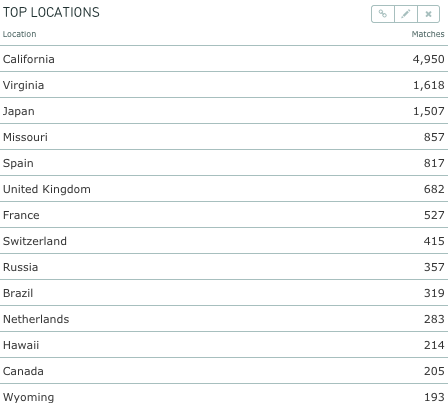 TOP LOCATIONS
Location Matches
California 4,950
Virginia 1,618
Japan 1,507
Missouri 857
Spain 817
United Kingdom 682
France 527
Switzerland 415
Russia 357
Brazil 319
Netherlands 283
Hawaii 214
Canada 205
Wyoming 193